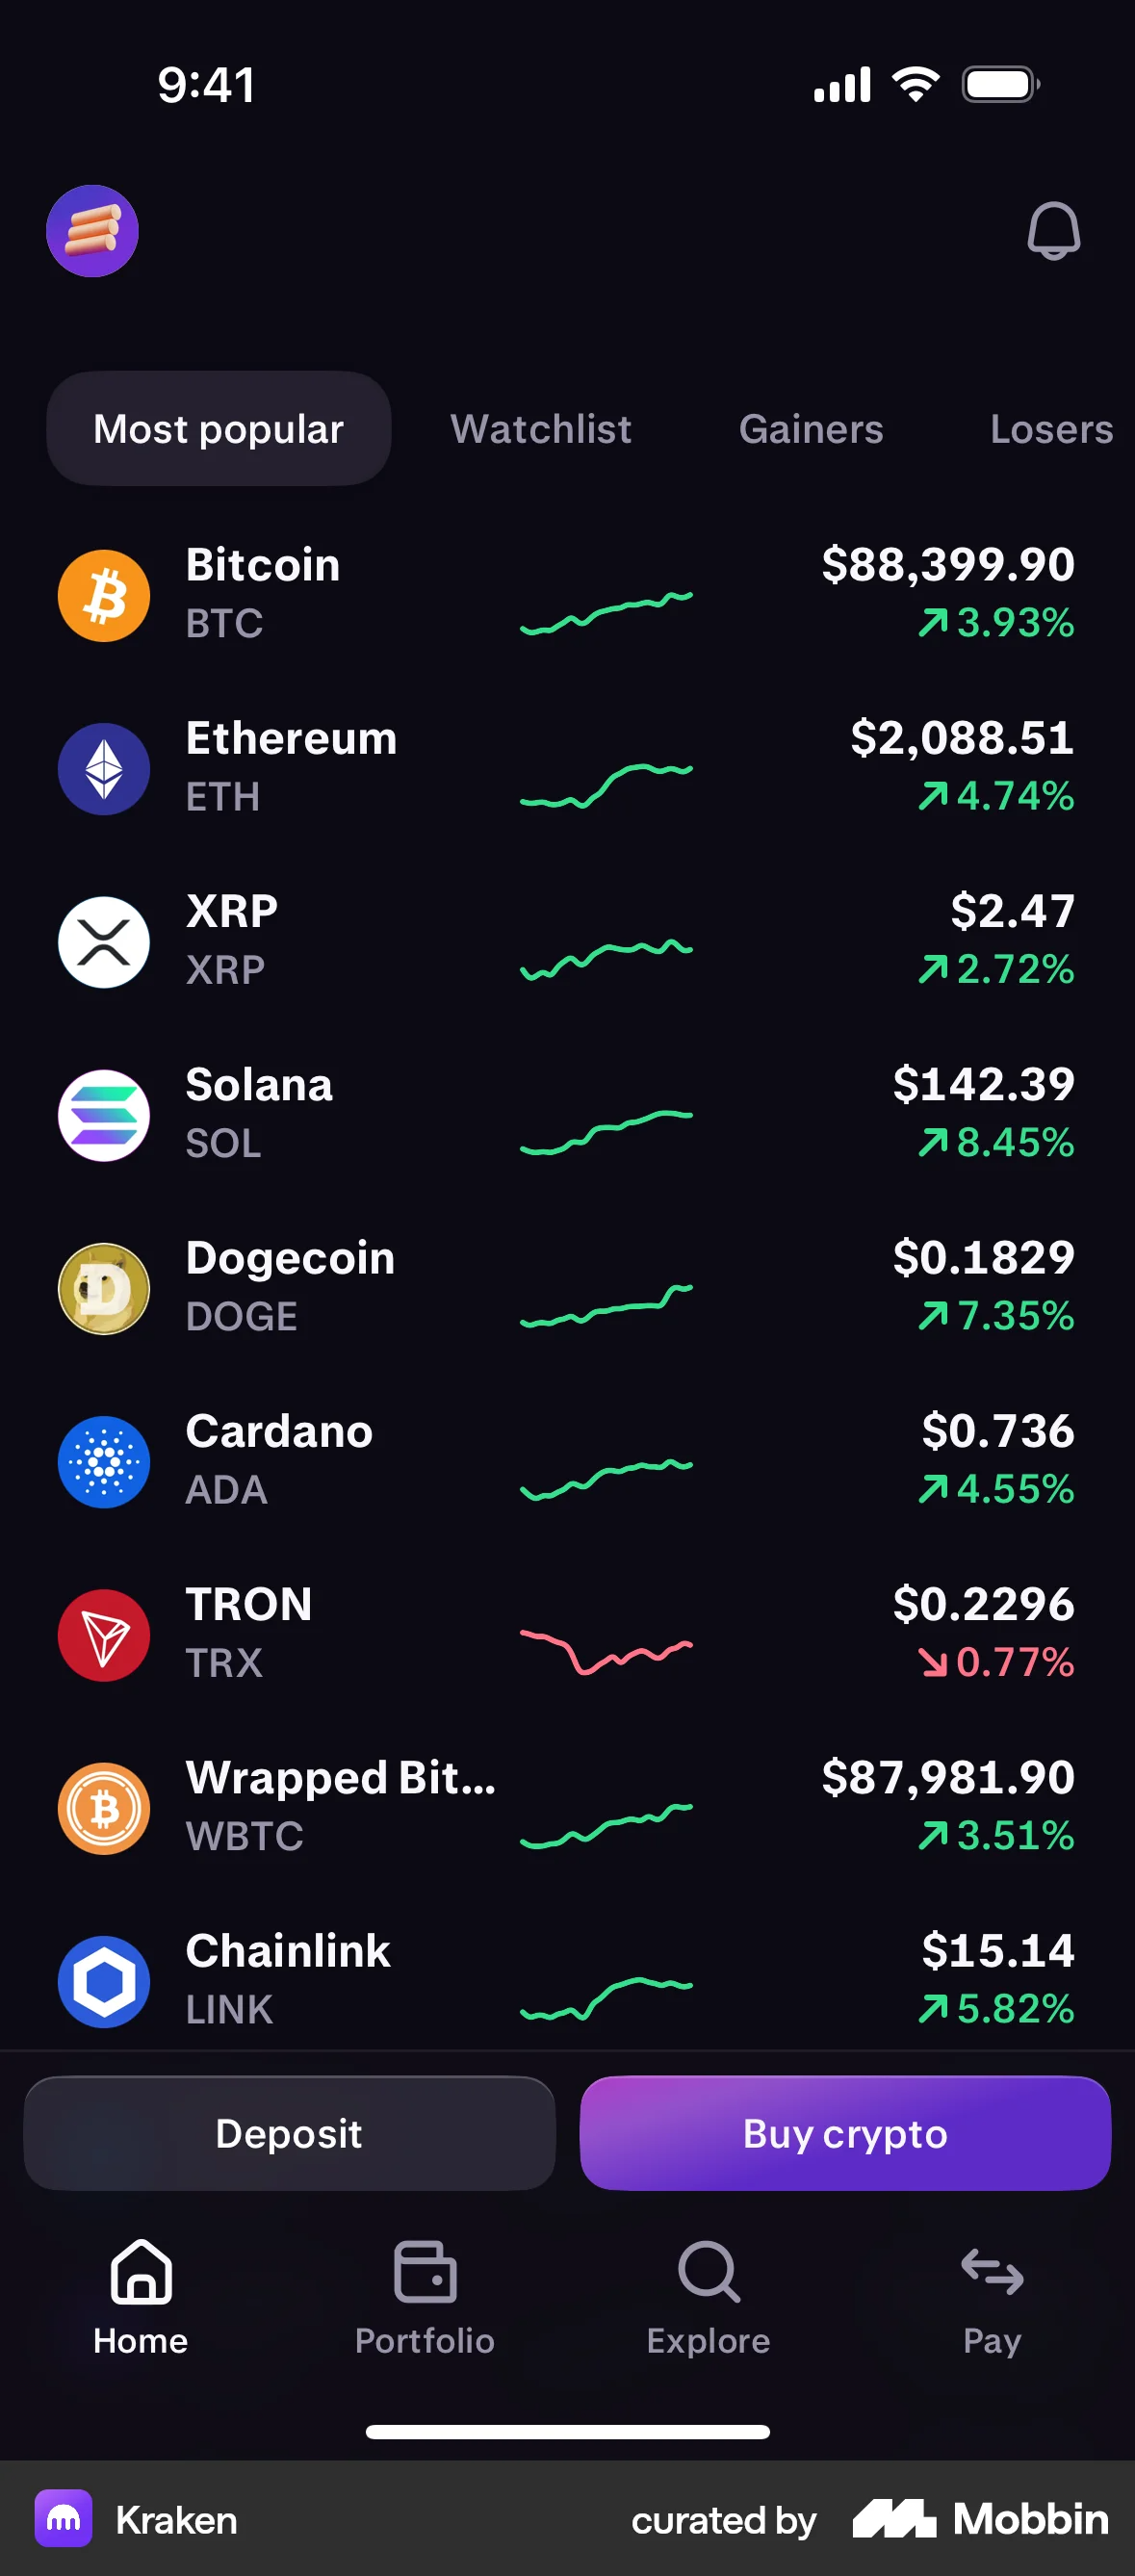 9:41
Most popular Watchlist Gainers Losers
Bitcoin $88,399.90
BTC 3.93%
Ethereum $2,088.51
ETH 4.74%
XRP $2.47
XRP 2.72%
Solana $142.39
SOL 8.45%
Dogecoin $0.1829
DOGE 7.35%
Cardano $0.736
ADA 4.55%
TRON $0.2296
TRX 0.77%
Wrapped Bit... $87,981.90
WBTC 3.51%
Chainlink $15.14
LINK 5.82%
Deposit Buy crypto
Home Portfolio Explore Pay
Kraken curated by Mobbin